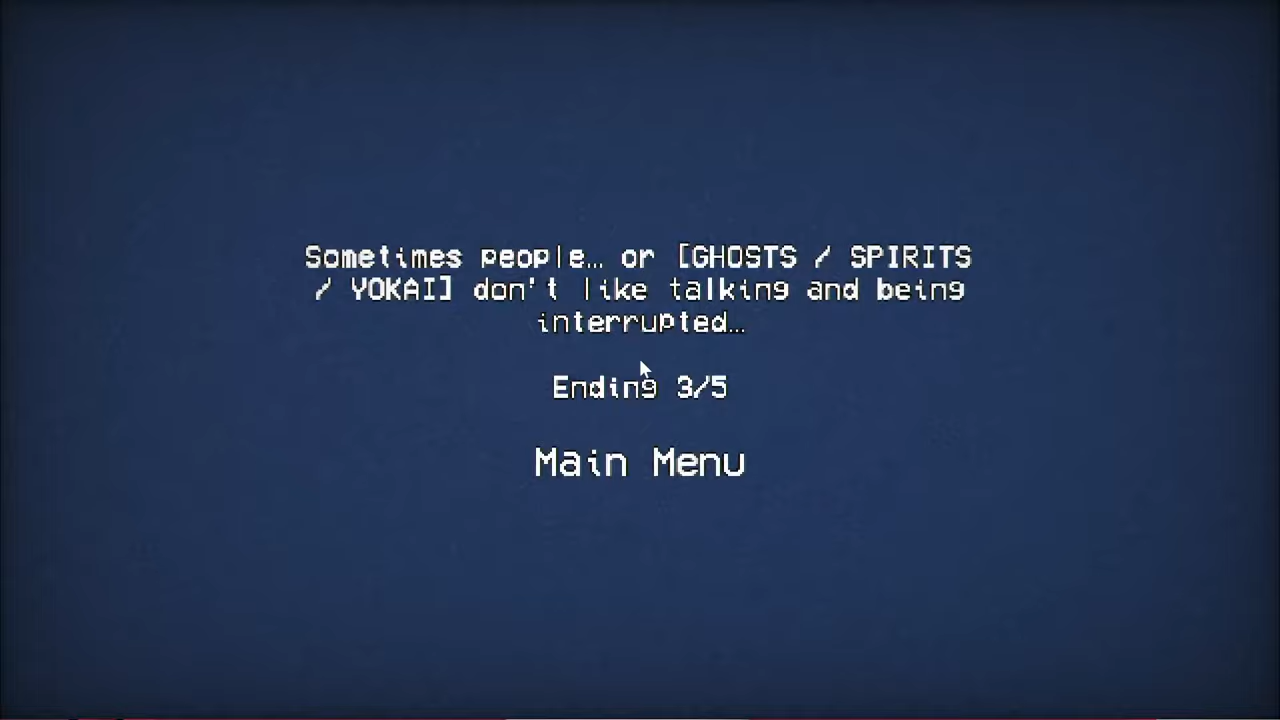 Sometimes people… or [GHOSTS / SPIRITS
/ YOKAI] don't like talking and being
interrupted…
Ending 3/5
Main Menu